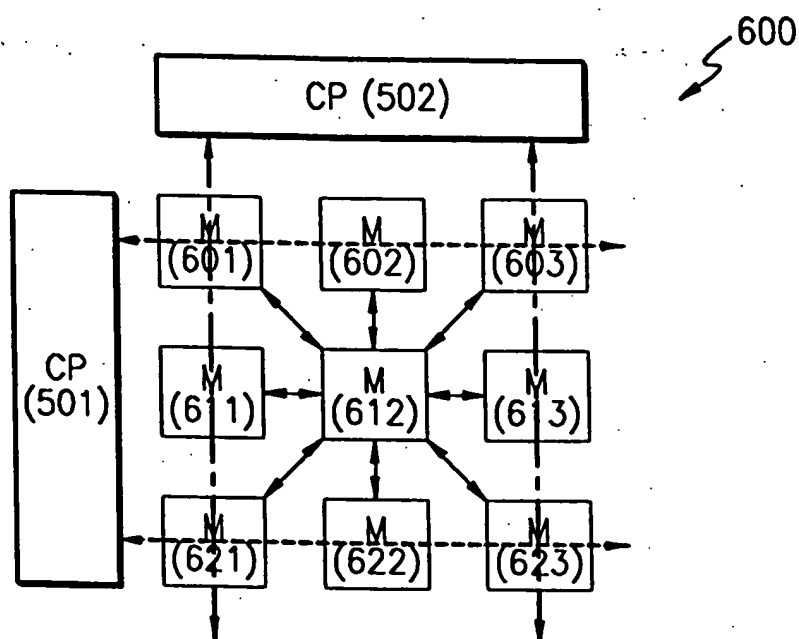 600
CP (502)
M
(601)
M
(602)
M
(603)
CP
(501)
M
(611)
M
(612)
M
(613)
M
(621)
M
(622)
M
(623)